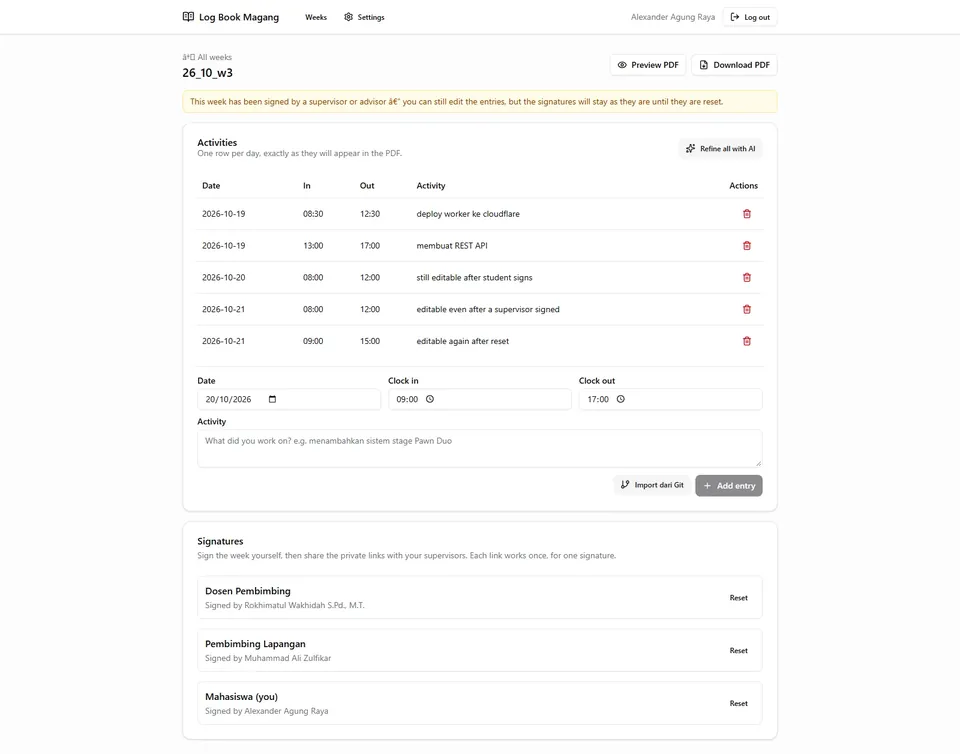 Log Book Magang Weeks Settings Alexander Agung Raya Log out
All weeks
26_10_w3
Preview PDF Download PDF
This week has been signed by a supervisor or advisor â€" you can still edit the entries, but the signatures will stay as they are until they are reset.
Activities
One row per day, exactly as they will appear in the PDF.
Refine all with AI
Date In Out Activity Actions
2026-10-19 08:30 12:30 deploy worker ke cloudflare
2026-10-19 13:00 17:00 membuat REST API
2026-10-20 08:00 12:00 still editable after student signs
2026-10-21 08:00 12:00 editable even after a supervisor signed
2026-10-21 09:00 15:00 editable again after reset
Date Clock in Clock out
20/10/2026 09:00 17:00
Activity
What did you work on? e.g. menambahkan sistem stage Pawn Duo
Import dari Git + Add entry
Signatures
Sign the week yourself, then share the private links with your supervisors. Each link works once, for one signature.
Dosen Pembimbing
Signed by Rokhimatul Wakhidah S.Pd., M.T.
Reset
Pembimbing Lapangan
Signed by Muhammad Ali Zulfikar
Reset
Mahasiswa (you)
Signed by Alexander Agung Raya
Reset